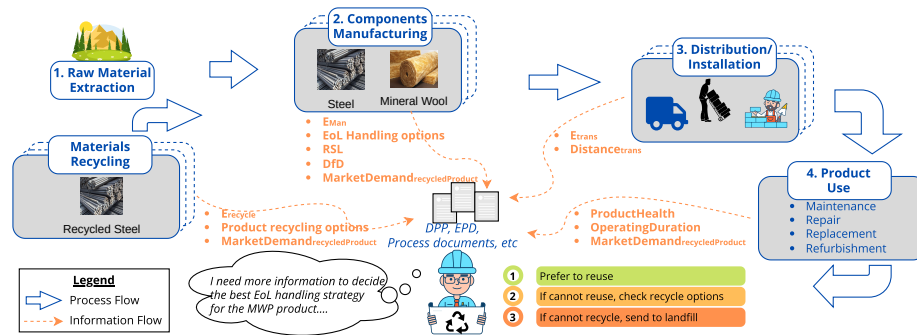 1. Raw Material
Extraction
2. Components
Manufacturing
Steel
Mineral Wool
EMan
EoL Handling options
RSL
DfD
MarketDemandrecycledProduct
3. Distribution/
Installation
Etrans
Distancetrans
Materials
Recycling
Recycled Steel
Erecycle
Product recycling options
MarketDemandrecycledProduct
DPP, EPD,
Process documents, etc
ProductHealth
OperatingDuration
MarketDemandrecycledProduct
4. Product
Use
Maintenance
Repair
Replacement
Refurbishment
Legend
Process Flow
Information Flow
I need more information to decide
the best EoL handling strategy
for the MWP product....
1 Prefer to reuse
2 If cannot reuse, check recycle options
3 If cannot recycle, send to landfill